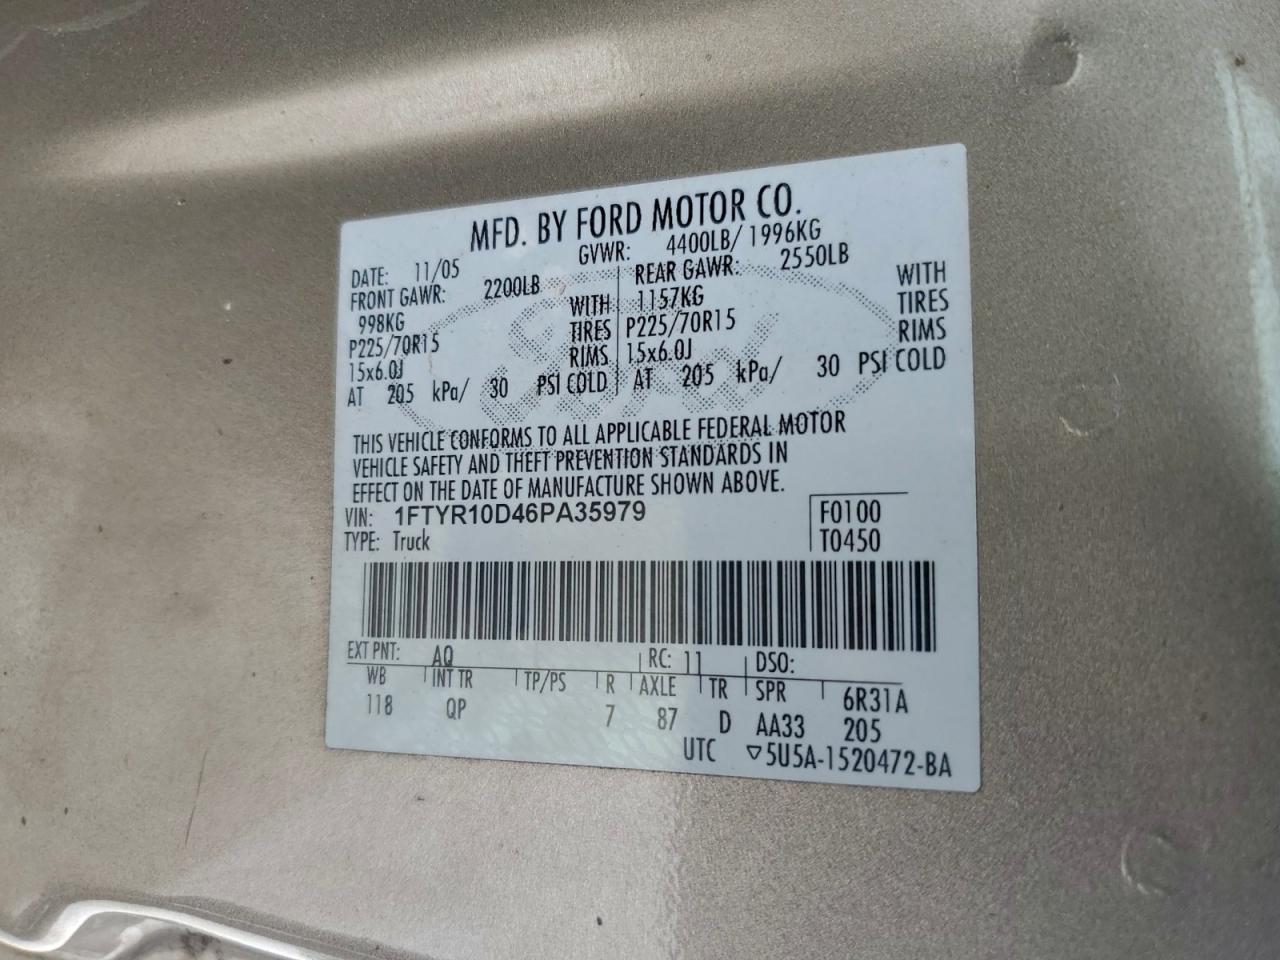 MFD. BY FORD MOTOR CO.
DATE: 11/05 GVWR: 4400LB/ 1996KG
FRONT GAWR: 2200LB REAR GAWR: 2550LB
998KG WITH 1157KG WITH
P225/70R15 TIRES P225/70R15 TIRES
15x6.0J RIMS 15x6.0J RIMS
AT 205 kPa/ 30 PSI COLD AT 205 kPa/ 30 PSI COLD
THIS VEHICLE CONFORMS TO ALL APPLICABLE FEDERAL MOTOR
VEHICLE SAFETY AND THEFT PREVENTION STANDARDS IN
EFFECT ON THE DATE OF MANUFACTURE SHOWN ABOVE.
VIN: 1FTYR10D46PA35979 F0100
TYPE: Truck T0450
EXT PNT: AQ RC: 11 DSO:
WB INT TR TP/PS R AXLE TR SPR 6R31A
118 QP 7 87 D AA33 205
UTC ▽5U5A-1520472-BA